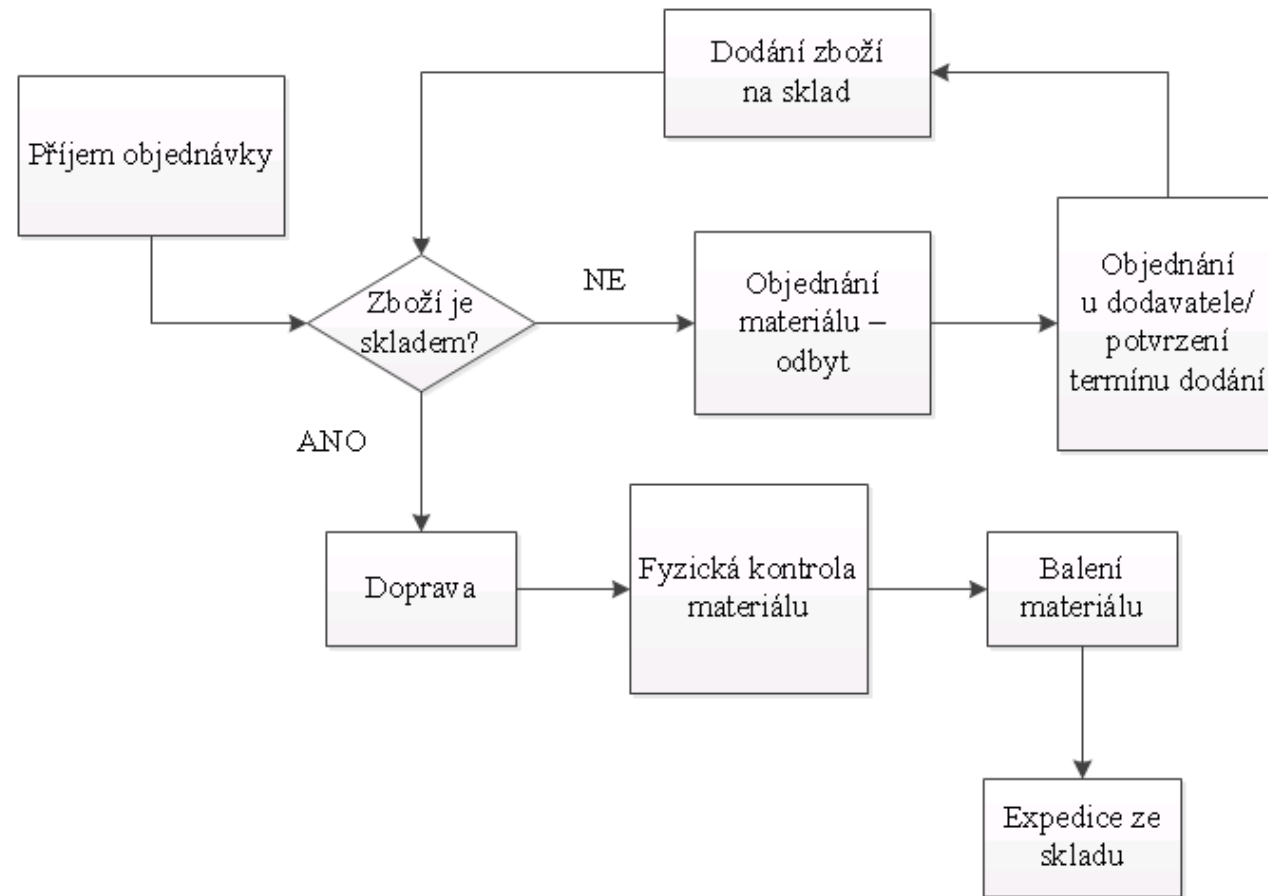 Dodání zboží
na sklad
Příjem objednávky
Zboží je
skladem?
NE
Objednání
materiálu –
odbyt
Objednání
u dodavatele/
potvrzení
termínu dodání
ANO
Doprava
Fyzická kontrola
materiálu
Balení
materiálu
Expedice ze
skladu